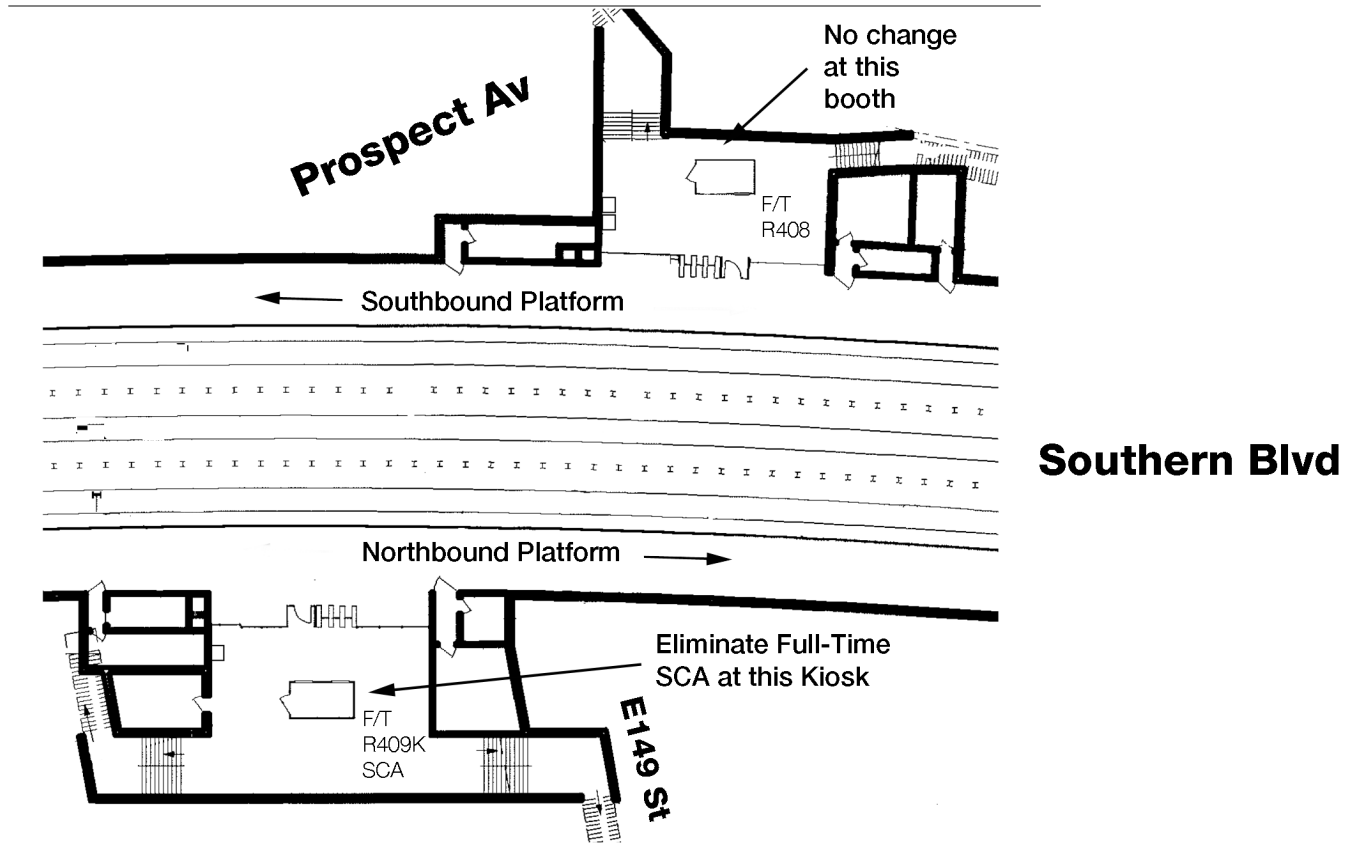 No change
at this
booth
Prospect Av
F/T
R408
Southbound Platform
Southern Blvd
Northbound Platform
Eliminate Full-Time
SCA at this Kiosk
F/T
R409K
SCA
E149 St